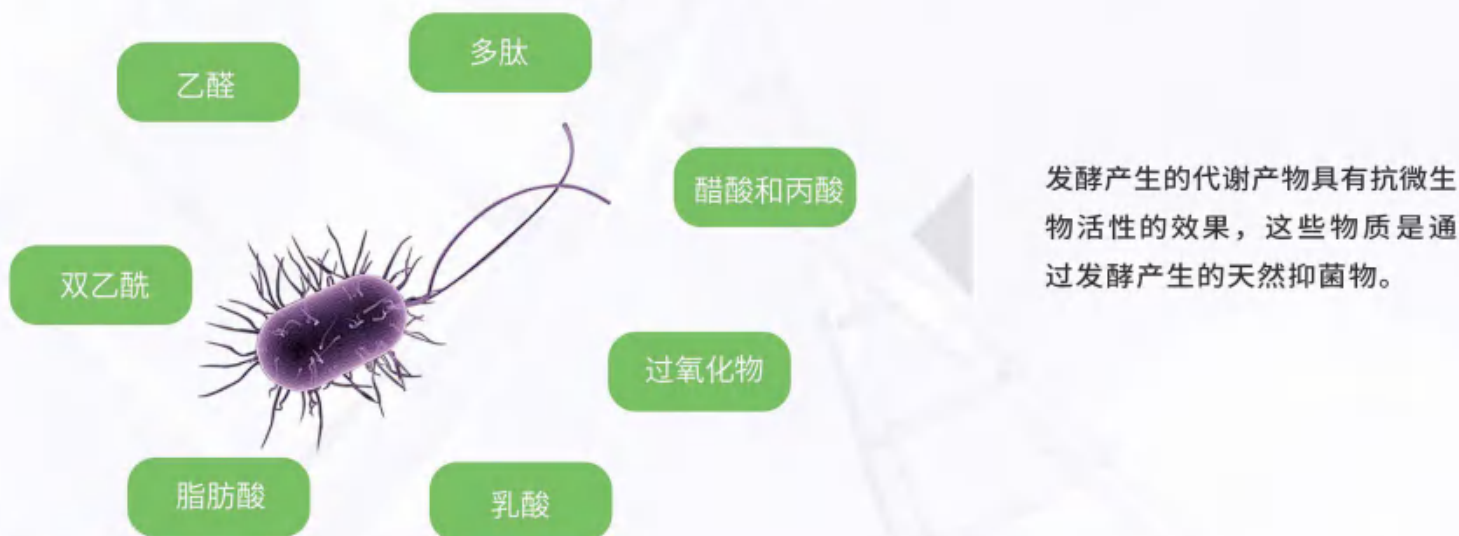 多肽
乙醛
醋酸和丙酸
双乙酰
过氧化物
脂肪酸
乳酸
发酵产生的代谢产物具有抗微生
物活性的效果，这些物质是通
过发酵产生的天然抑菌物。